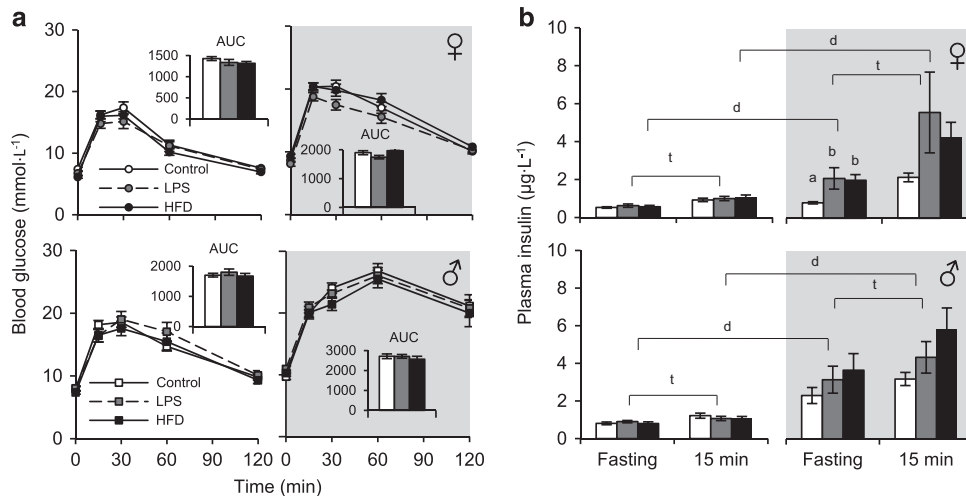 a
Blood glucose (mmol·L-1)
30
20
10
0
AUC
1500
1000
500
0
Control
LPS
HFD
♀
AUC
2000
1000
0
30
20
10
0
AUC
2000
1000
0
Control
LPS
HFD
♂
AUC
3000
2000
1000
0
0 30 60 90 120
0 30 60 90 120
Time (min)
b
Plasma insulin (µg·L-1)
10
8
6
4
2
0
t
d
d
t
a
b
b
♀
10
8
6
4
2
0
t
d
d
t
♂
Fasting 15 min
Fasting 15 min